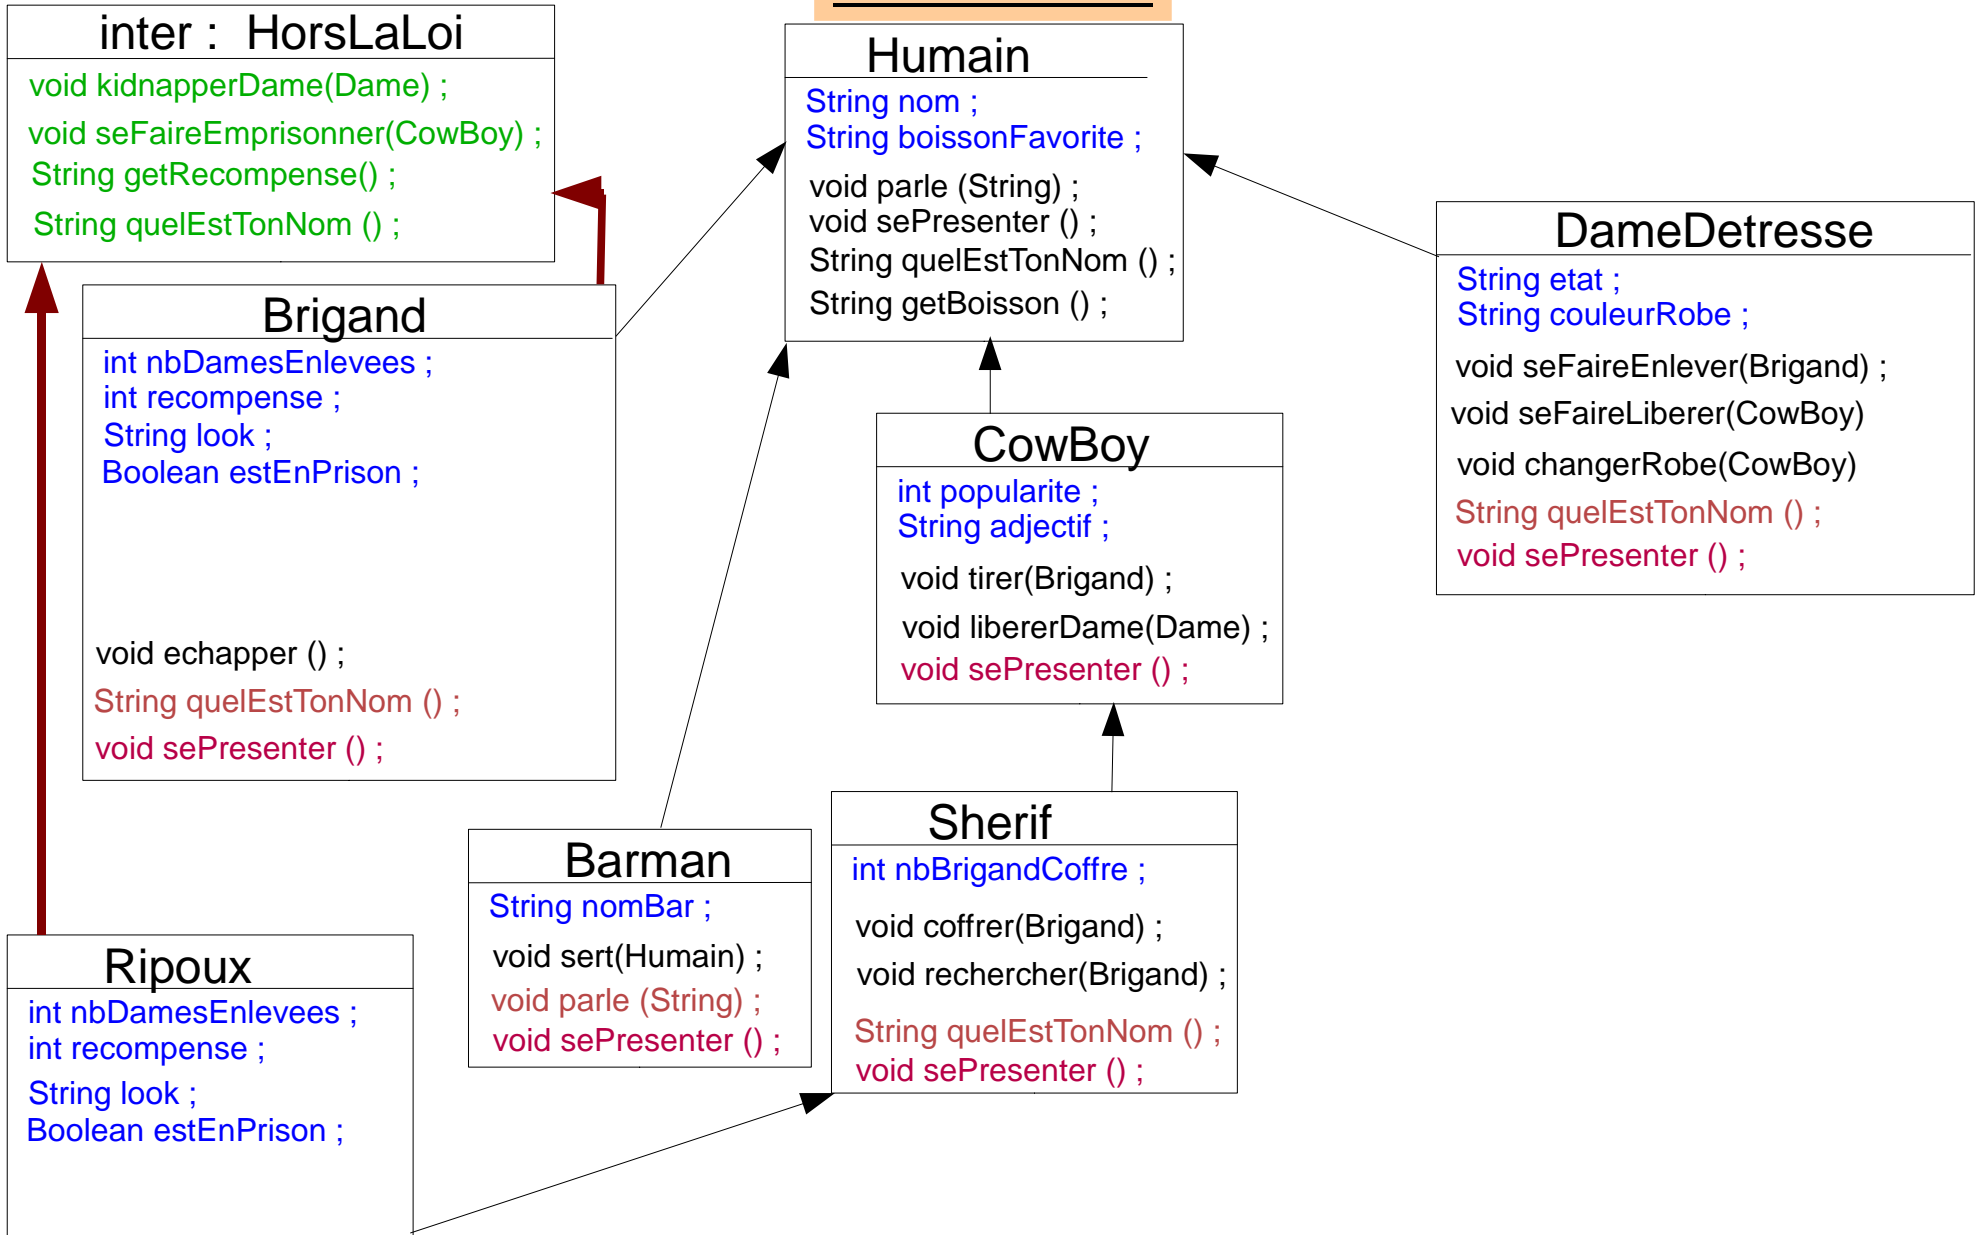 inter :  HorsLaLoi
void kidnapperDame(Dame) ;
void seFaireEmprisonner(CowBoy) ;
String getRecompense() ;
String quelEstTonNom () ;
Humain
String nom ;
String boissonFavorite ;
void parle (String) ;
void sePresenter () ;
String quelEstTonNom () ;
String getBoisson () ;
DameDetresse
String etat ;
String couleurRobe ;
void seFaireEnlever(Brigand) ;
void seFaireLiberer(CowBoy)
void changerRobe(CowBoy)
String quelEstTonNom () ;
void sePresenter () ;
Brigand
int nbDamesEnlevees ;
int recompense ;
String look ;
Boolean estEnPrison ;
void echapper () ;
String quelEstTonNom () ;
void sePresenter () ;
CowBoy
int popularite ;
String adjectif ;
void tirer(Brigand) ;
void libererDame(Dame) ;
void sePresenter () ;
Barman
String nomBar ;
void sert(Humain) ;
void parle (String) ;
void sePresenter () ;
Sherif
int nbBrigandCoffre ;
void coffrer(Brigand) ;
void rechercher(Brigand) ;
String quelEstTonNom () ;
void sePresenter () ;
Ripoux
int nbDamesEnlevees ;
int recompense ;
String look ;
Boolean estEnPrison ;